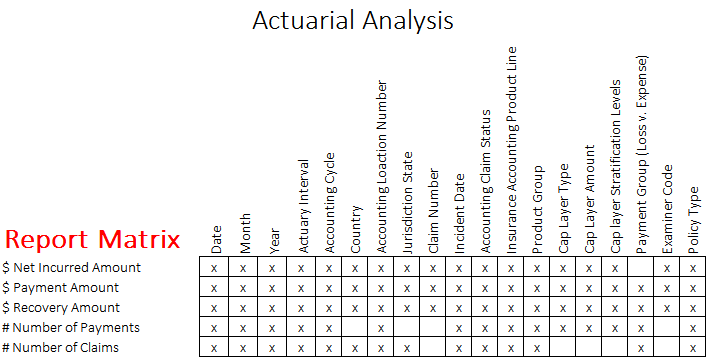 Actuarial Analysis
Date
Month
Year
Actuary Interval
Accounting Cycle
Country
Accounting Loaction Number
Jurisdiction State
Claim Number
Incident Date
Accounting Claim Status
Insurance Accounting Product Line
Product Group
Cap Layer Type
Cap Layer Amount
Cap layer Stratification Levels
Payment Group (Loss v. Expense)
Examiner Code
Policy Type
Report Matrix
$ Net Incurred Amount x x x x x x x x x x x x x x x x x x
$ Payment Amount x x x x x x x x x x x x x x x x x x x
$ Recovery Amount x x x x x x x x x x x x x x x x x x x
# Number of Payments x x x x x x x x x x x x x x x
# Number of Claims x x x x x x x x x x x x x x